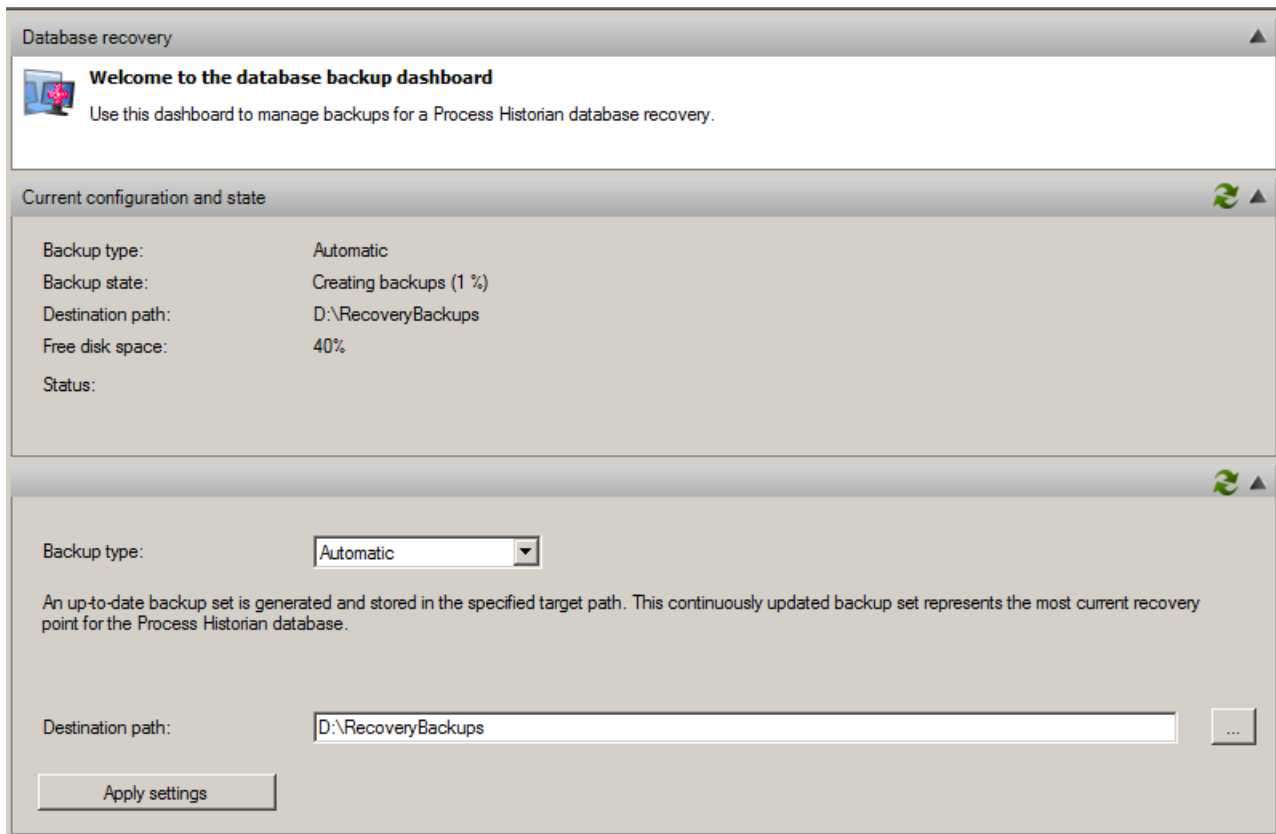 Database recovery
Welcome to the database backup dashboard
Use this dashboard to manage backups for a Process Historian database recovery.
Current configuration and state
Backup type: Automatic
Backup state: Creating backups (1 %)
Destination path: D:\RecoveryBackups
Free disk space: 40%
Status:
Backup type: Automatic
An up-to-date backup set is generated and stored in the specified target path. This continuously updated backup set represents the most current recovery
point for the Process Historian database.
Destination path: D:\RecoveryBackups ...
Apply settings